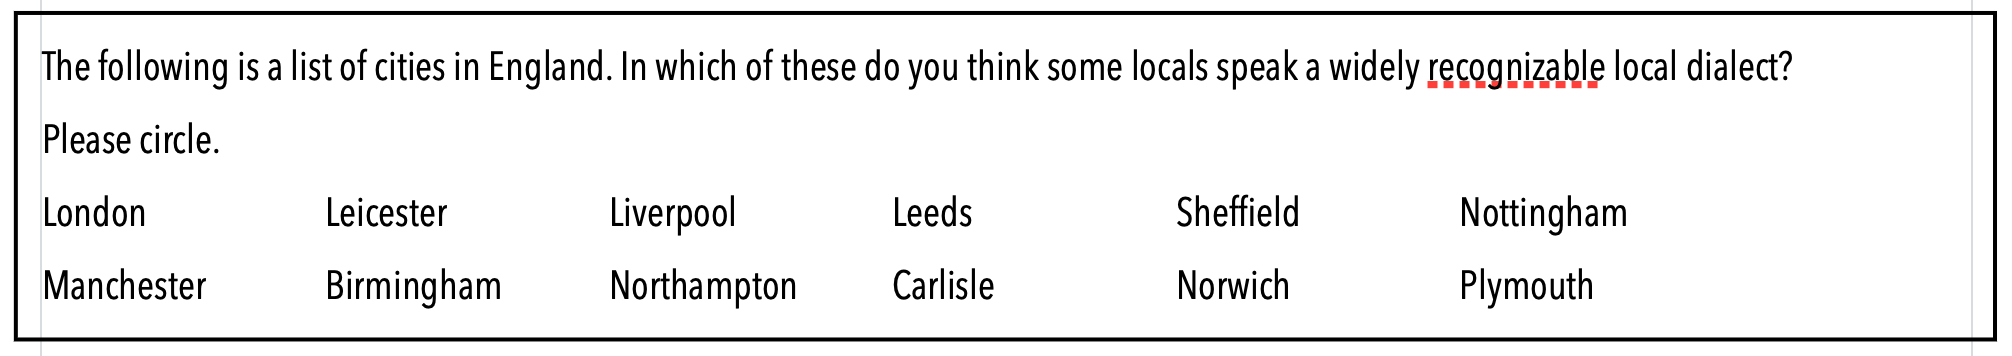 The following is a list of cities in England. In which of these do you think some locals speak a widely recognizable local dialect?
Please circle.
London Leicester Liverpool Leeds Sheffield Nottingham
Manchester Birmingham Northampton Carlisle Norwich Plymouth